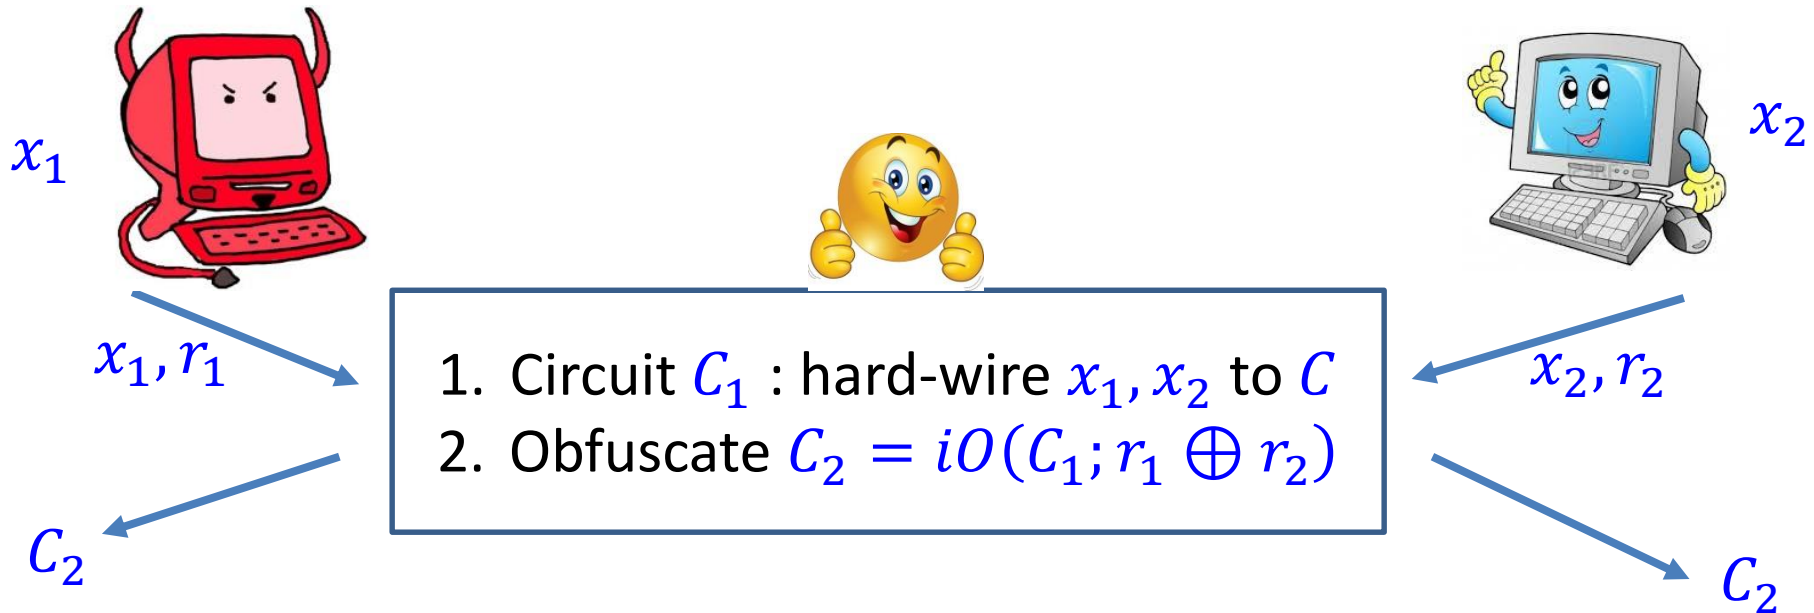 x₁
x₂
x₁, r₁
x₂, r₂
1. Circuit C₁ : hard-wire x₁, x₂ to C
2. Obfuscate C₂ = iO(C₁; r₁ ⊕ r₂)
C₂
C₂